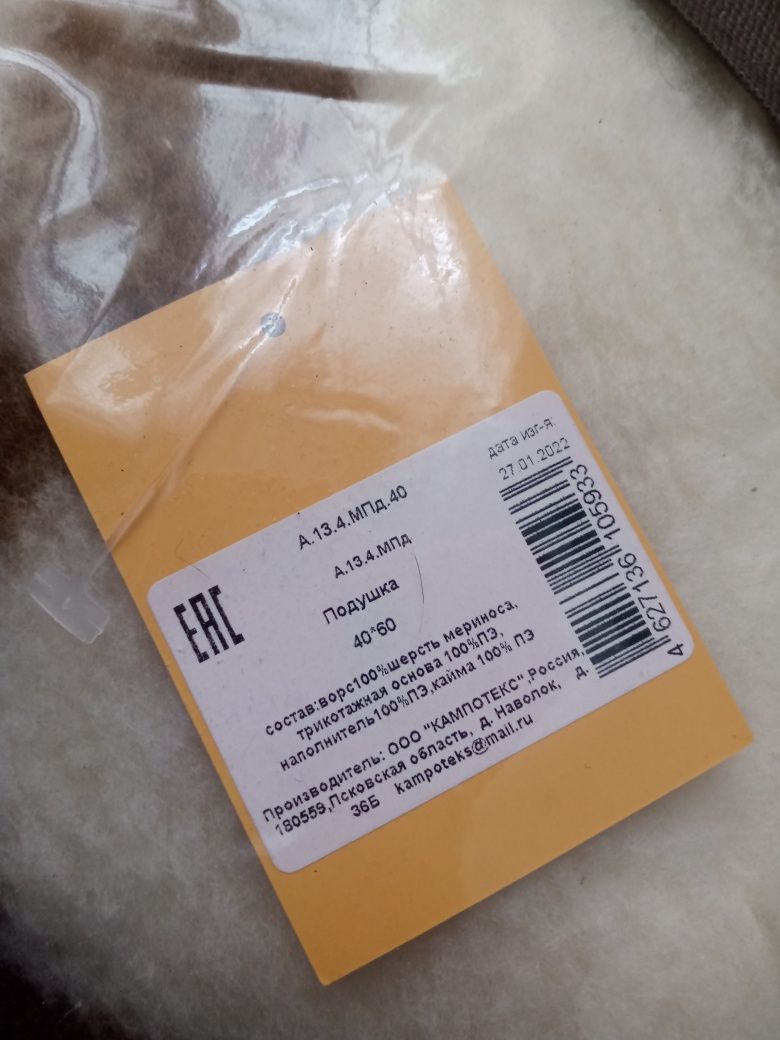 А.13.4.МПд.40
А.13.4.МПд
Подушка
40*60
состав:ворс100%шерсть мериноса,
трикотажная основа 100%ПЭ,
наполнитель100%ПЭ,кайма 100% ПЭ
Производитель: ООО "КАМПОТЕКС",Россия,
180559,Псковская область, Д. Наволок, д.
36Б kampoteks@mail.ru
ЕАС
дата изг-я:
27.01.2022
4 627136 105933